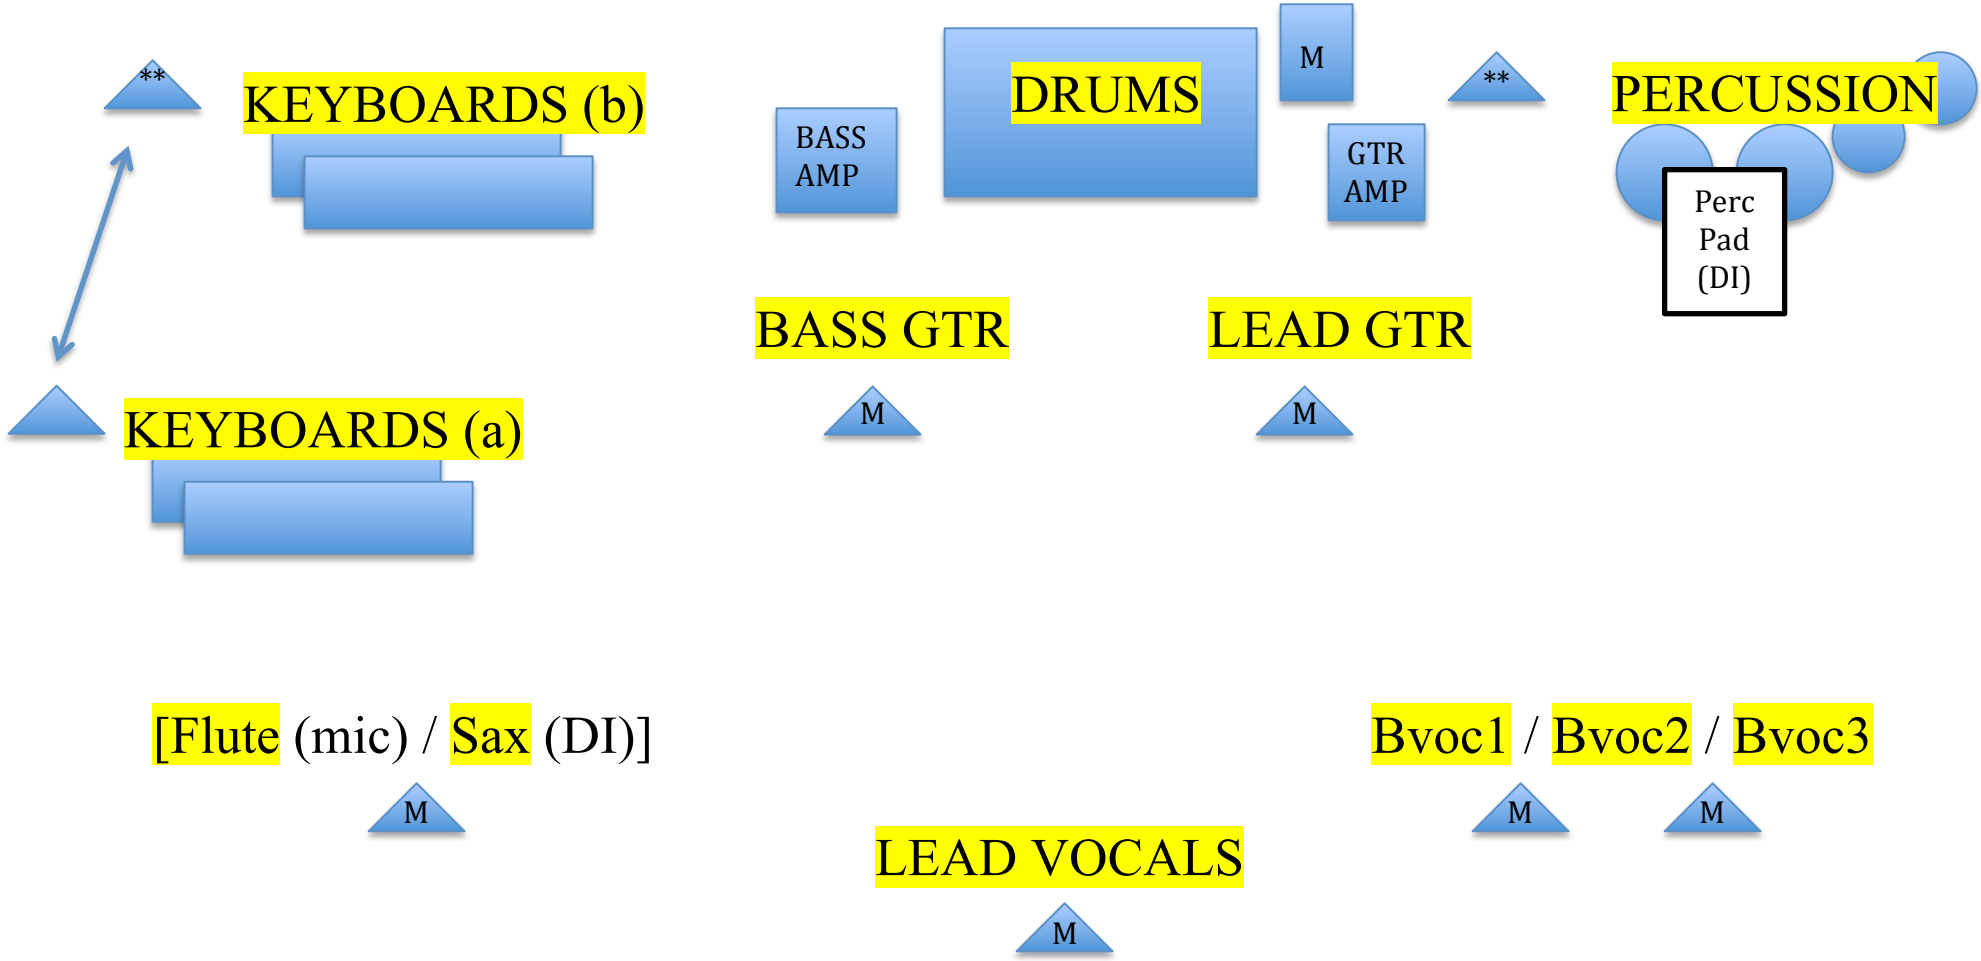 **
KEYBOARDS (b)
BASS
AMP
DRUMS
M
GTR
AMP
**
PERCUSSION
Perc
Pad
(DI)
BASS GTR
LEAD GTR
M
M
KEYBOARDS (a)
[Flute (mic) / Sax (DI)]
M
Bvoc1 / Bvoc2 / Bvoc3
M
M
LEAD VOCALS
M